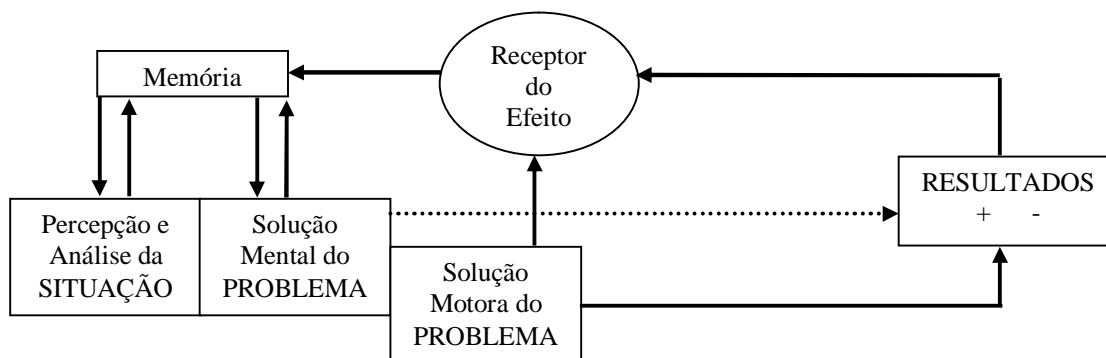 Memória
Receptor
do
Efeito
Percepção e
Análise da
SITUAÇÃO
Solução
Mental do
PROBLEMA
Solução
Motora do
PROBLEMA
RESULTADOS
+ -